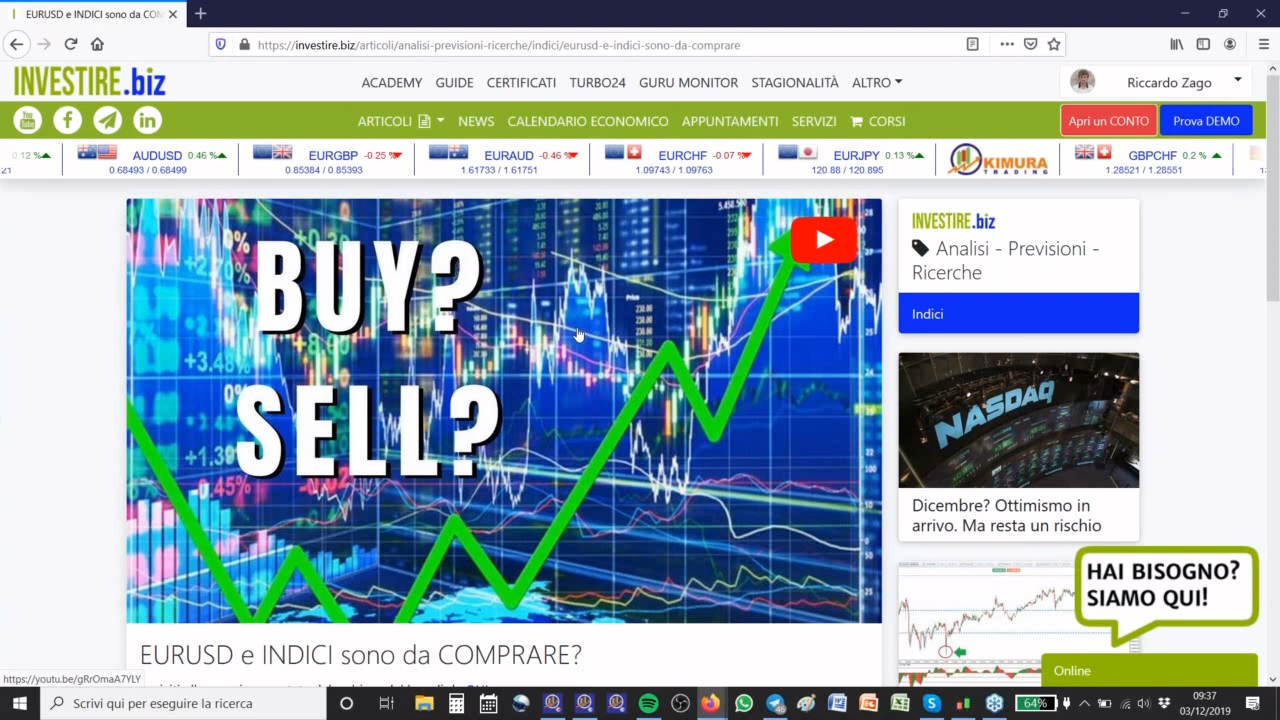 EURUSD e INDICI sono da COM
https://investire.biz/articoli/analisi-previsioni-ricerche/indici/eurusd-e-indici-sono-da-comprare
INVESTIRE.biz
ACADEMY GUIDE CERTIFICATI TURBO24 GURU MONITOR STAGIONALITÀ ALTRO
Riccardo Zago
ARTICOLI NEWS CALENDARIO ECONOMICO APPUNTAMENTI SERVIZI CORSI
Apri un CONTO Prova DEMO
0.12 % AUDUSD 0.46 % EURGBP -0.25 % EURAUD -0.46 % EURCHF -0.07 % EURJPY 0.13 % KIMURA TRADING GBPCHF 0.2 %
21 0.68493 / 0.68499 0.85384 / 0.85393 1.61733 / 1.61751 1.09743 / 1.09763 120.88 / 120.895 1.28521 / 1.28551
BUY?
SELL?
INVESTIRE.biz
Analisi - Previsioni -
Ricerche
Indici
NASDAQ
Dicembre? Ottimismo in
arrivo. Ma resta un rischio
HAI BISOGNO?
SIAMO QUI!
Online
EURUSD e INDICI sono da COMPRARE?
https://youtu.be/gRrOmaA7YLY
Scrivi qui per eseguire la ricerca
64%
09:37
03/12/2019